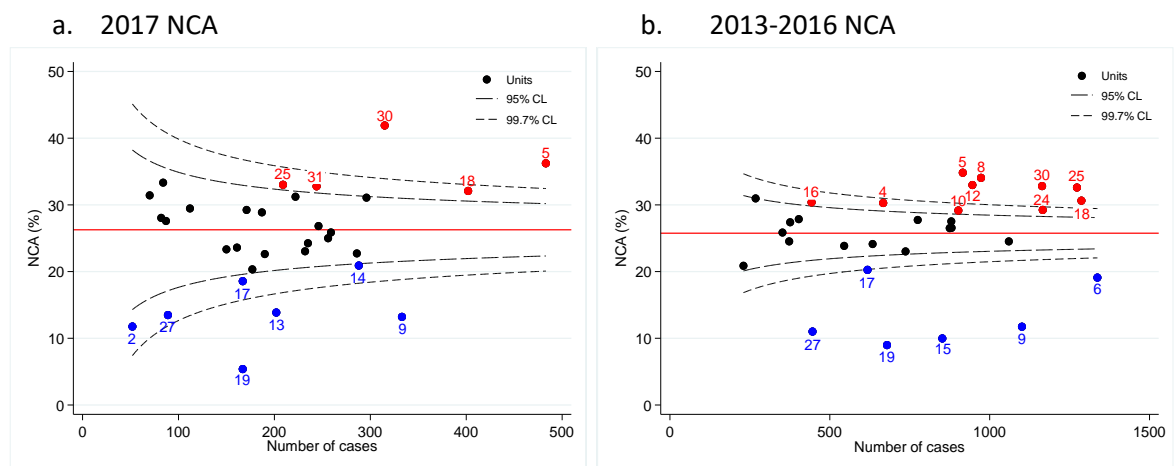 a. 2017 NCA
b. 2013-2016 NCA
50
40
30
20
10
0
NCA (%)
0 100 200 300 400 500
Number of cases
Units
95% CL
99.7% CL
30
5
25
31
18
17
14
2
27
13
9
19
50
40
30
20
10
0
NCA (%)
0 500 1000 1500
Number of cases
Units
95% CL
99.7% CL
5
8
12
30
25
16
4
10
24
18
17
6
27
19
15
9